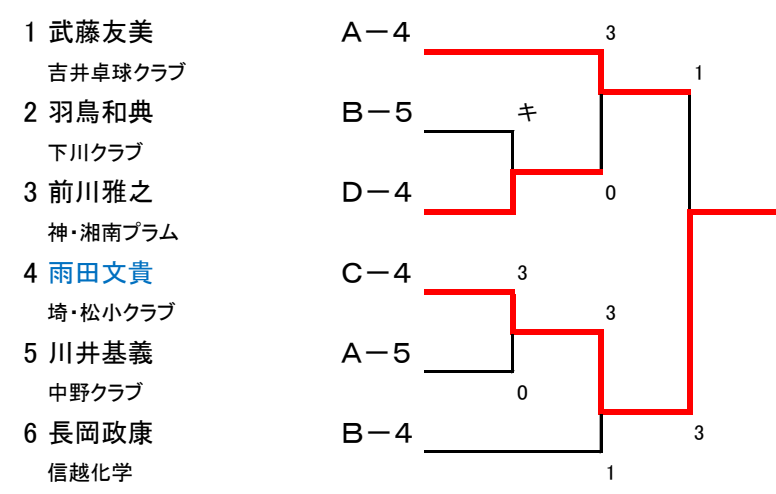 1 武藤友美 A－4 3
吉井卓球クラブ 1
2 羽鳥和典 B－5 キ
下川クラブ
3 前川雅之 D－4 0
神・湘南プラム
4 雨田文貴 C－4 3
埼・松小クラブ 3
5 川井基義 A－5
中野クラブ 0
6 長岡政康 B－4 3
信越化学 1